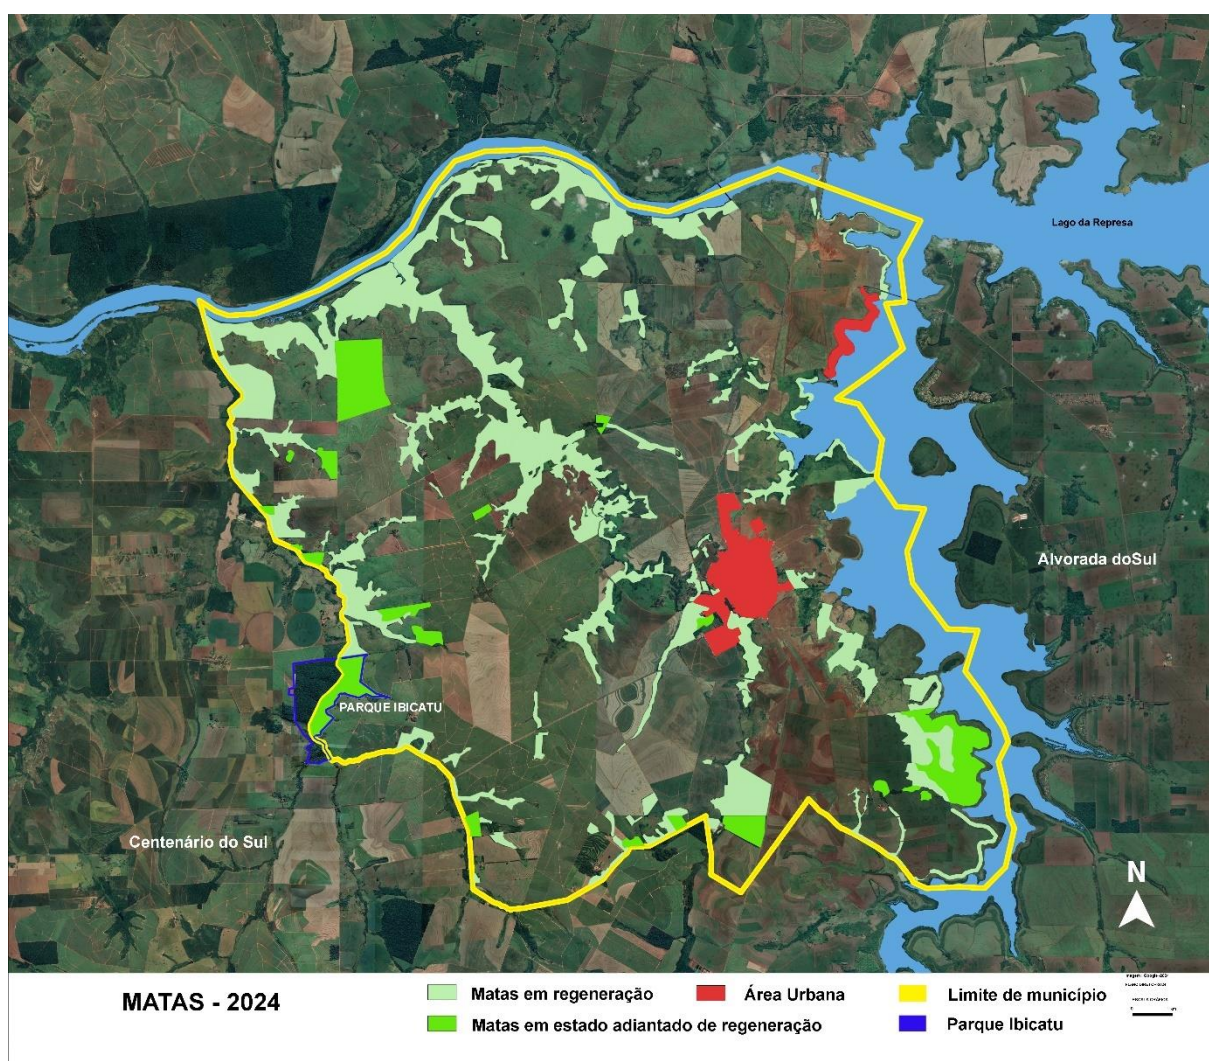 Lago da Represa
Alvorada doSul
PARQUE IBICATU
Centenário do Sul
N
MATAS - 2024
Matas em regeneração
Área Urbana
Limite de município
Matas em estado adiantado de regeneração
Parque Ibicatu